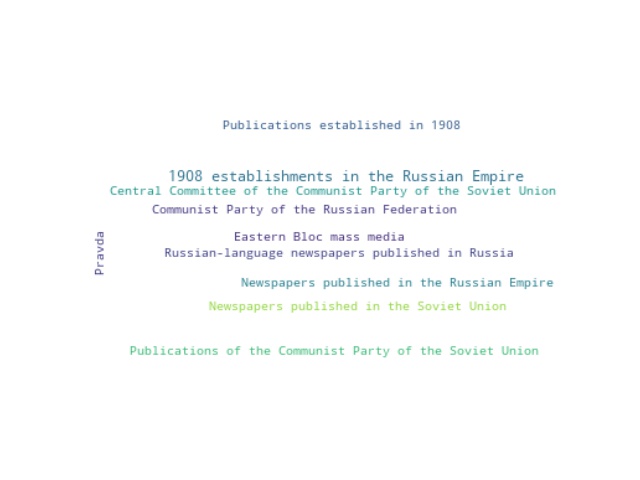 Publications established in 1908
1908 establishments in the Russian Empire
Central Committee of the Communist Party of the Soviet Union
Communist Party of the Russian Federation
Eastern Bloc mass media
Pravda
Russian-language newspapers published in Russia
Newspapers published in the Russian Empire
Newspapers published in the Soviet Union
Publications of the Communist Party of the Soviet Union